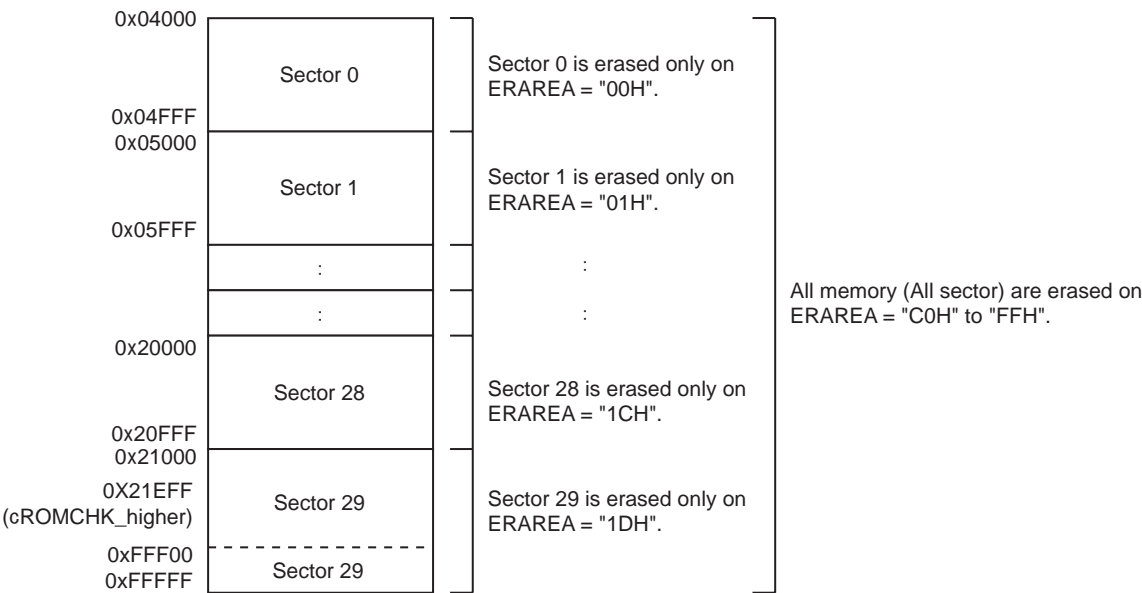 0x04000
Sector 0
Sector 0 is erased only on
ERAREA = "00H".
0x04FFF
0x05000
Sector 1
Sector 1 is erased only on
ERAREA = "01H".
0x05FFF
:
:
:
:
All memory (All sector) are erased on
ERAREA = "C0H" to "FFH".
0x20000
Sector 28
Sector 28 is erased only on
ERAREA = "1CH".
0x20FFF
0x21000
0X21EFF
(cROMCHK_higher)
Sector 29
Sector 29 is erased only on
ERAREA = "1DH".
0xFFF00
0xFFFFF
Sector 29